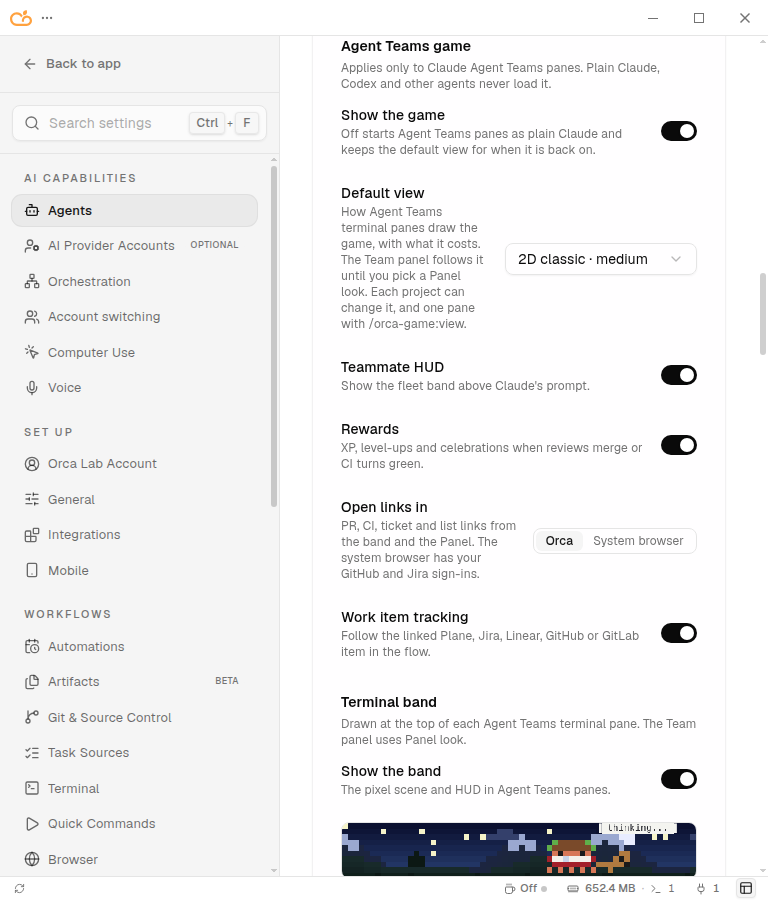 Back to app
Search settings Ctrl + F
AI CAPABILITIES
Agents
AI Provider Accounts OPTIONAL
Orchestration
Account switching
Computer Use
Voice
SET UP
Orca Lab Account
General
Integrations
Mobile
WORKFLOWS
Automations
Artifacts BETA
Git & Source Control
Task Sources
Terminal
Quick Commands
Browser
Agent Teams game
Applies only to Claude Agent Teams panes. Plain Claude,
Codex and other agents never load it.
Show the game
Off starts Agent Teams panes as plain Claude and
keeps the default view for when it is back on.
Default view
How Agent Teams
terminal panes draw the
game, with what it costs.
The Team panel follows it
until you pick a Panel
look. Each project can
change it, and one pane
with /orca-game:view.
2D classic · medium
Teammate HUD
Show the fleet band above Claude's prompt.
Rewards
XP, level-ups and celebrations when reviews merge or
CI turns green.
Open links in
PR, CI, ticket and list links from
the band and the Panel. The
system browser has your
GitHub and Jira sign-ins.
Orca System browser
Work item tracking
Follow the linked Plane, Jira, Linear, GitHub or GitLab
item in the flow.
Terminal band
Drawn at the top of each Agent Teams terminal pane. The Team
panel uses Panel look.
Show the band
The pixel scene and HUD in Agent Teams panes.
thinking...
Off 652.4 MB · 1 1